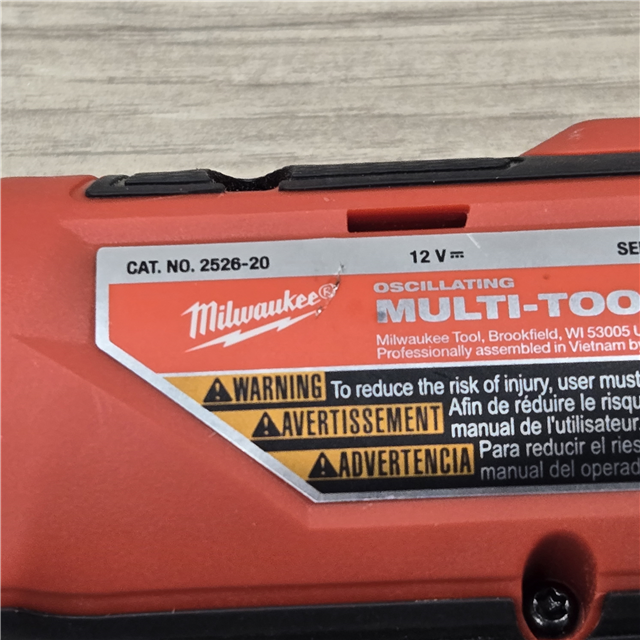 CAT. NO. 2526-20
12 V
Milwaukee®
OSCILLATING
Milwaukee Tool, Brookfield, WI 53005
Professionally assembled in Vietnam by
WARNING To reduce the risk of injury, user must
AVERTISSEMENT Afin de réduire le
manual de l'utilisateur.
ADVERTENCIA Para reducir el
manual del